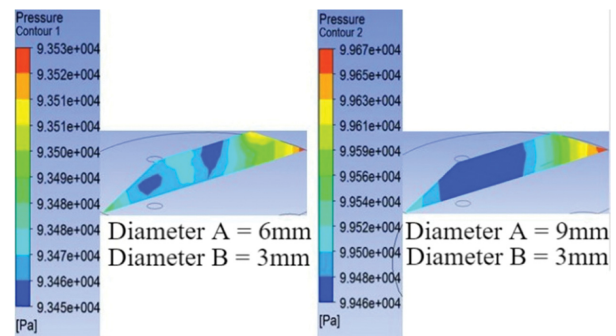 Pressure
Contour 1
9.353e+004
9.352e+004
9.351e+004
9.351e+004
9.350e+004
9.349e+004
9.348e+004
9.348e+004
9.347e+004
9.346e+004
9.345e+004
[Pa]
Diameter A = 6mm
Diameter B = 3mm
Pressure
Contour 2
9.967e+004
9.965e+004
9.963e+004
9.961e+004
9.959e+004
9.956e+004
9.954e+004
9.952e+004
9.950e+004
9.948e+004
9.946e+004
[Pa]
Diameter A = 9mm
Diameter B = 3mm